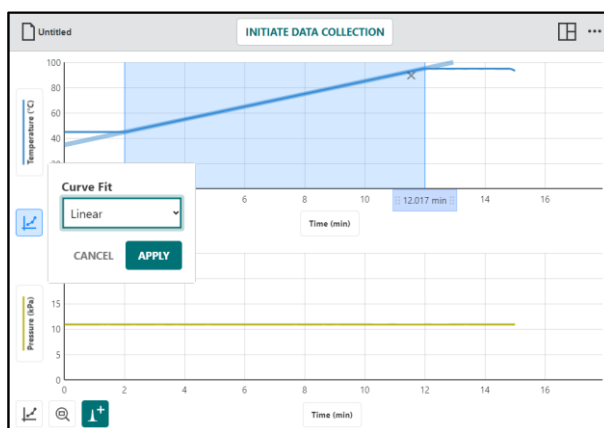 Untitled
INITIATE DATA COLLECTION
100
80
60
40
20
Temperature (°C)
6
8
10
12.017 min
14
16
Time (min)
Curve Fit
Linear
CANCEL
APPLY
15
10
5
0
Pressure (kPa)
0
2
4
6
8
10
12
14
16
Time (min)